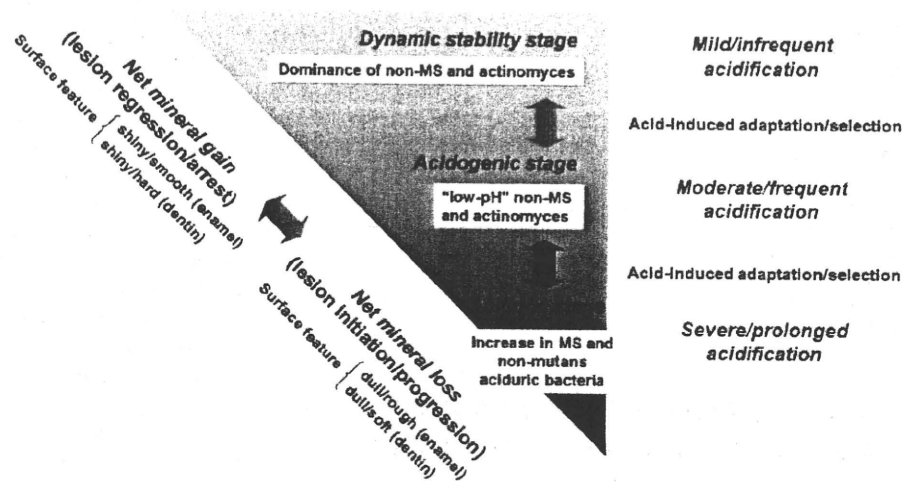 Dynamic stability stage
Dominance of non-MS and actinomyces
Acidogenic stage
"low-pH" non-MS
and actinomyces
Increase in MS and
non-mutans
aciduric bacteria
Mild/infrequent
acidification
Acid-Induced adaptation/selection
Moderate/frequent
acidification
Acid-Induced adaptation/selection
Severe/prolonged
acidification
Net mineral gain
(lesion regression/arrest)
Surface feature
shiny/smooth (enamel)
shiny/hard (dentin)
Net mineral loss
(lesion initiation/progression)
Surface feature
dull/rough (enamel)
dull/soft (dentin)